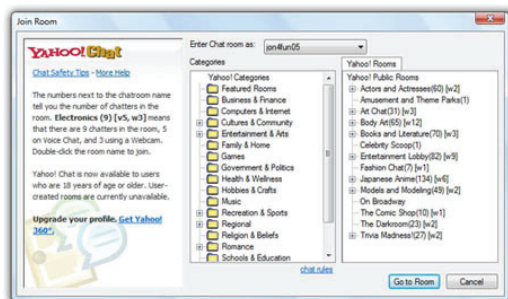 Join Room
YAHOO! Chat
Chat Safety Tips - More Help
The numbers next to the chatroom name
tell you the number of chatters in the
room. Electronics (9) [v5, w3] means
that there are 9 chatters in the room, 5
on Voice Chat, and 3 using a Webcam.
Double-click the room name to join.
Yahoo! Chat is now available to users
who are 18 years of age or older. User-
created rooms are currently unavailable.
Upgrade your profile. Get Yahoo!
360°.
Enter Chat room as:
jon4fun05
Categories
Yahoo! Categories
Featured Rooms
Business & Finance
Computers & Internet
Cultures & Community
Entertainment & Arts
Family & Home
Games
Government & Politics
Health & Wellness
Hobbies & Crafts
Music
Recreation & Sports
Regional
Religion & Beliefs
Romance
Schools & Education
chat rules
Yahoo! Rooms
Yahoo! Public Rooms
Actors and Actresses(60) [w2]
Amusement and Theme Parks(1)
Art Chat(31) [w3]
Body Art(65) [w12]
Books and Literature(70) [w3]
Celebrity Scoop(1)
Entertainment Lobby(82) [w9]
Fashion Chat(7) [w1]
Japanese Anime(134) [w6]
Models and Modeling(49) [w2]
On Broadway
The Comic Shop(10) [w1]
The Darkroom(23) [w2]
Trivia Madness!(27) [w2]
Go to Room
Cancel